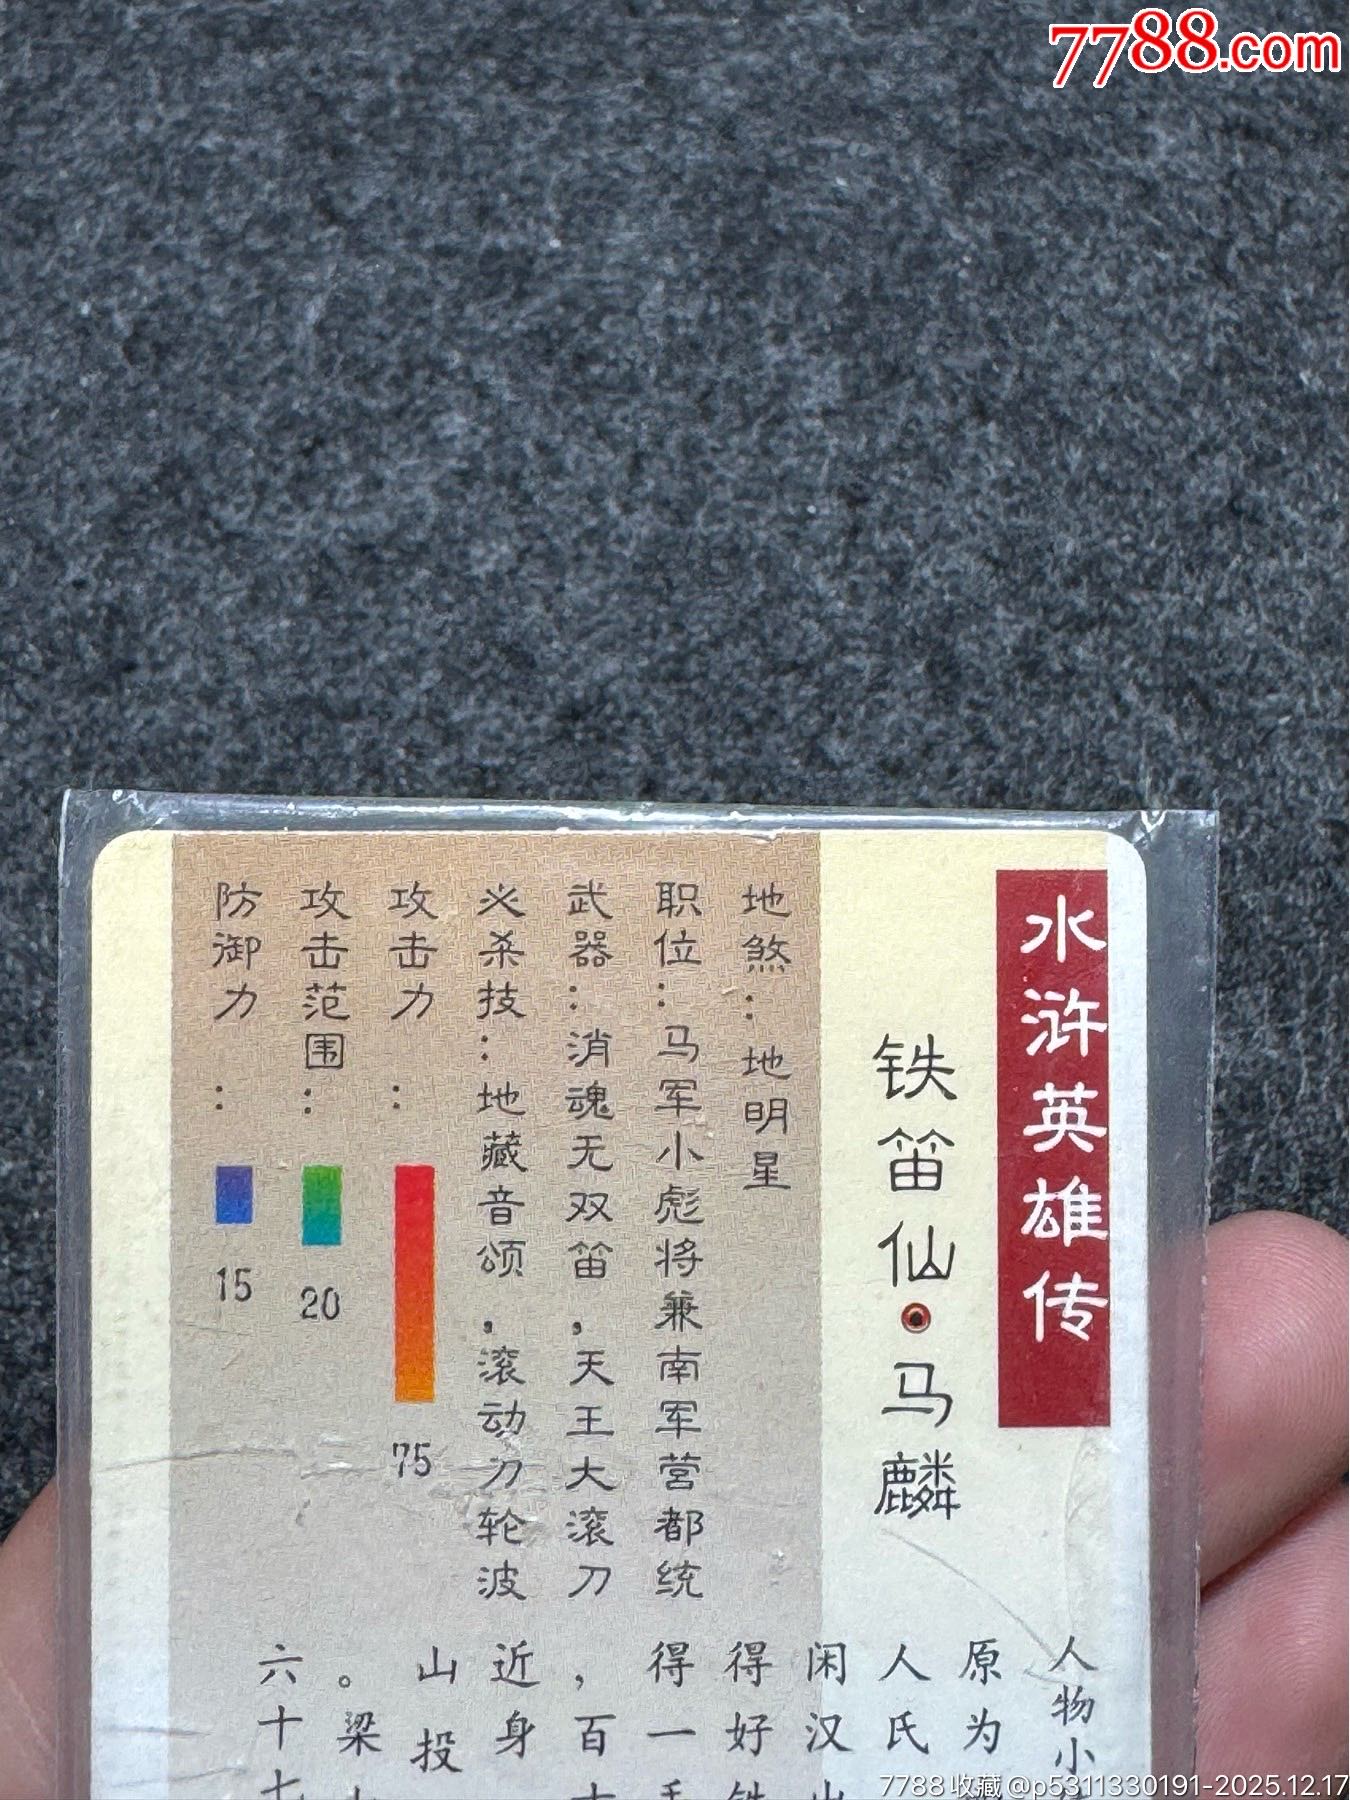 7788.com
水浒英雄传
铁笛仙·马麟
地煞：地明星
职位：马军小彪将兼南军营都统
武器：消魂无双笛，天王大滚刀
必杀技：地藏音颂，滚动刀轮波
攻击力：75
攻击范围：20
防御力：15
人物小
原为
人氏
闲汉
得好
得一
，百
近身
山投
。梁
六十
7788收藏@p5311330191-2025.12.17